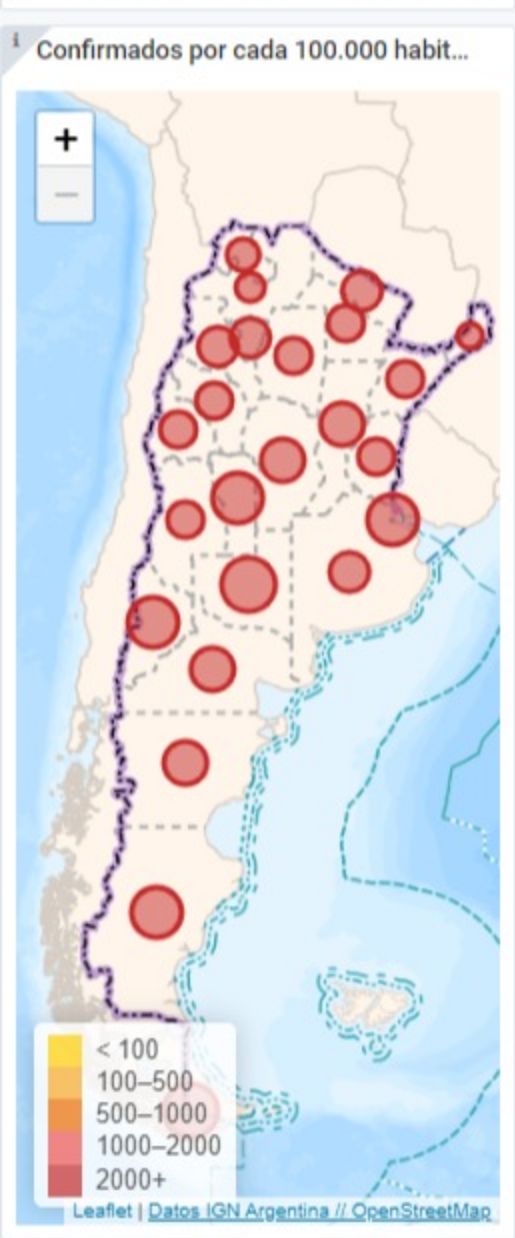 i
Confirmados por cada 100.000 habit...
+
−
< 100
100–500
500–1000
1000–2000
2000+
Leaflet | Datos IGN Argentina // OpenStreetMap